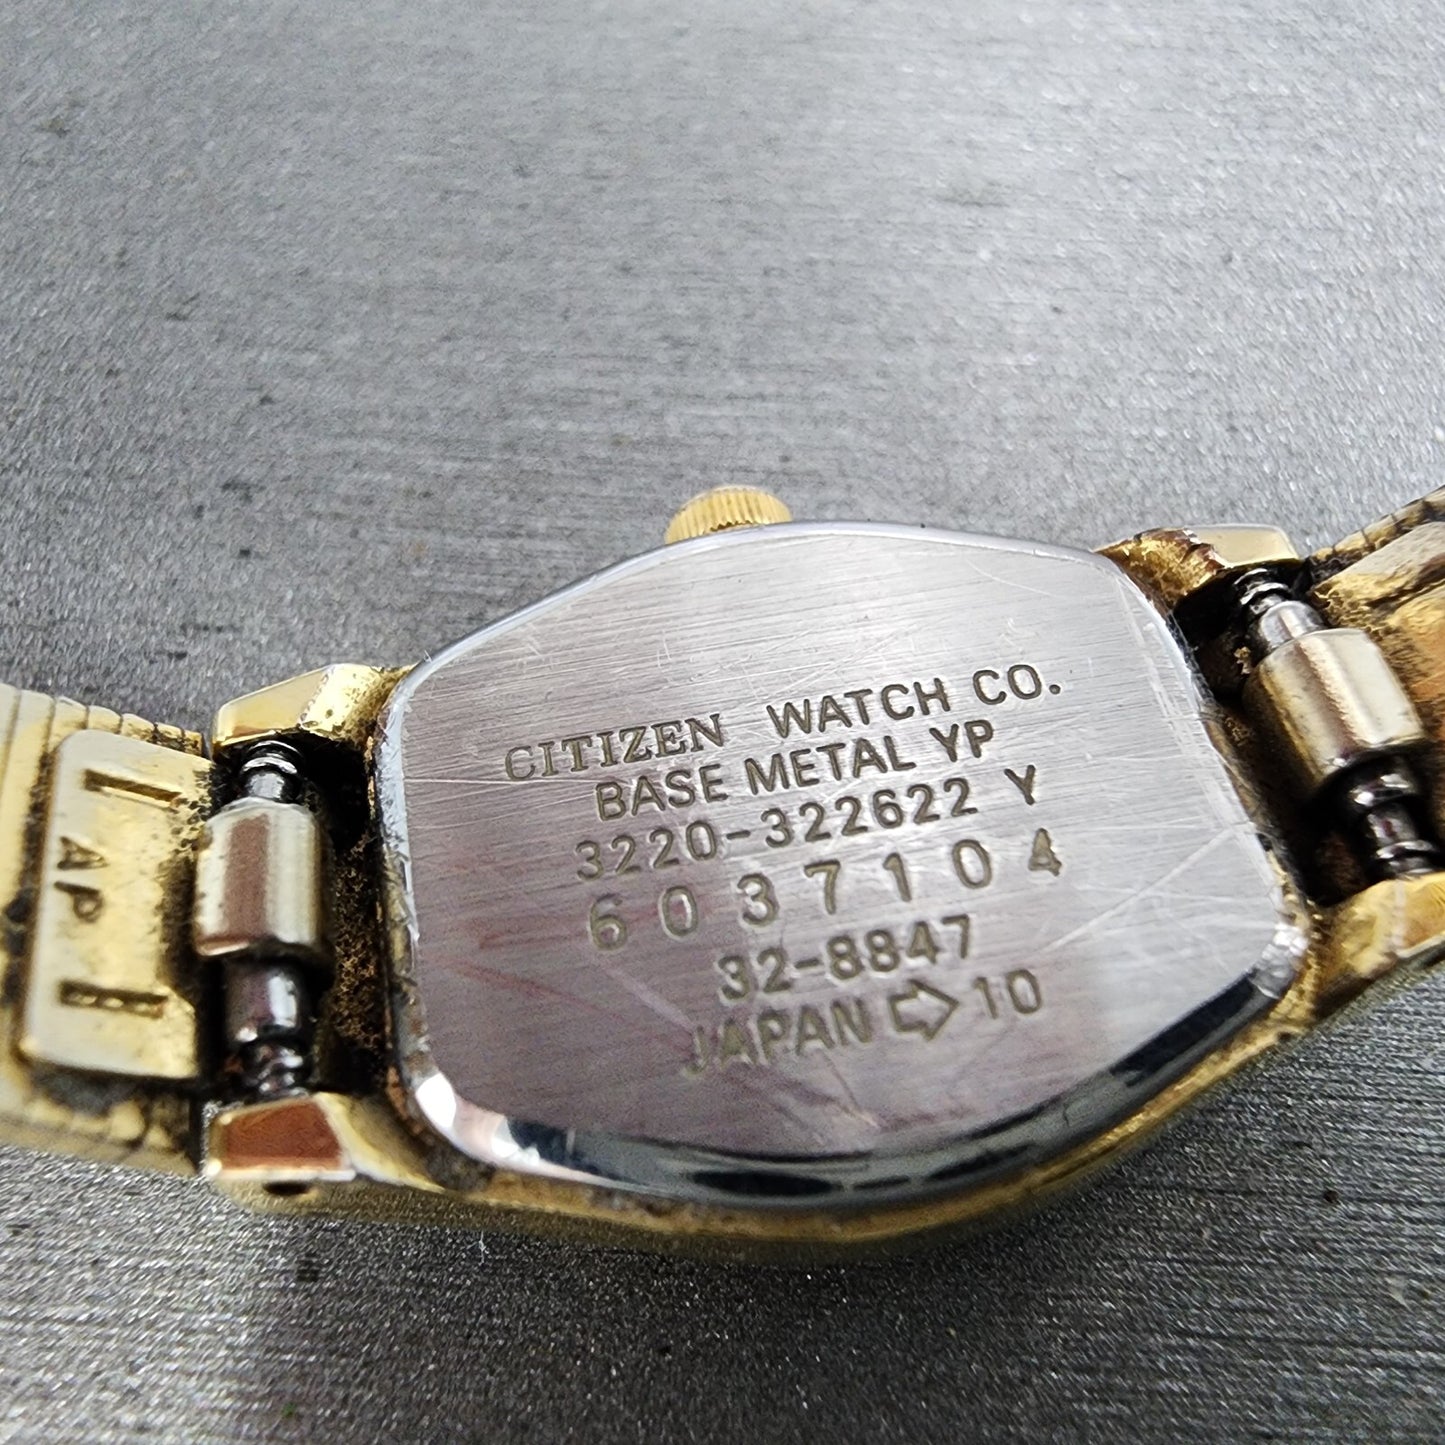 CITIZEN WATCH CO.
BASE METAL YP
3220-322622 Y
6037104
32-8847
JAPAN ⇨ 10